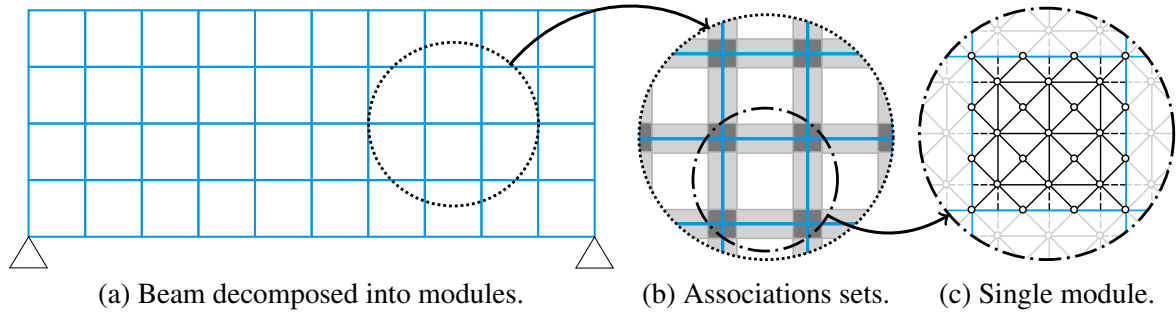 (a) Beam decomposed into modules.
(b) Associations sets.
(c) Single module.